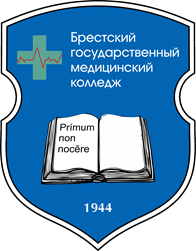 Брестский
государственный
медицинский
колледж
Primum
non
nocēre
1944